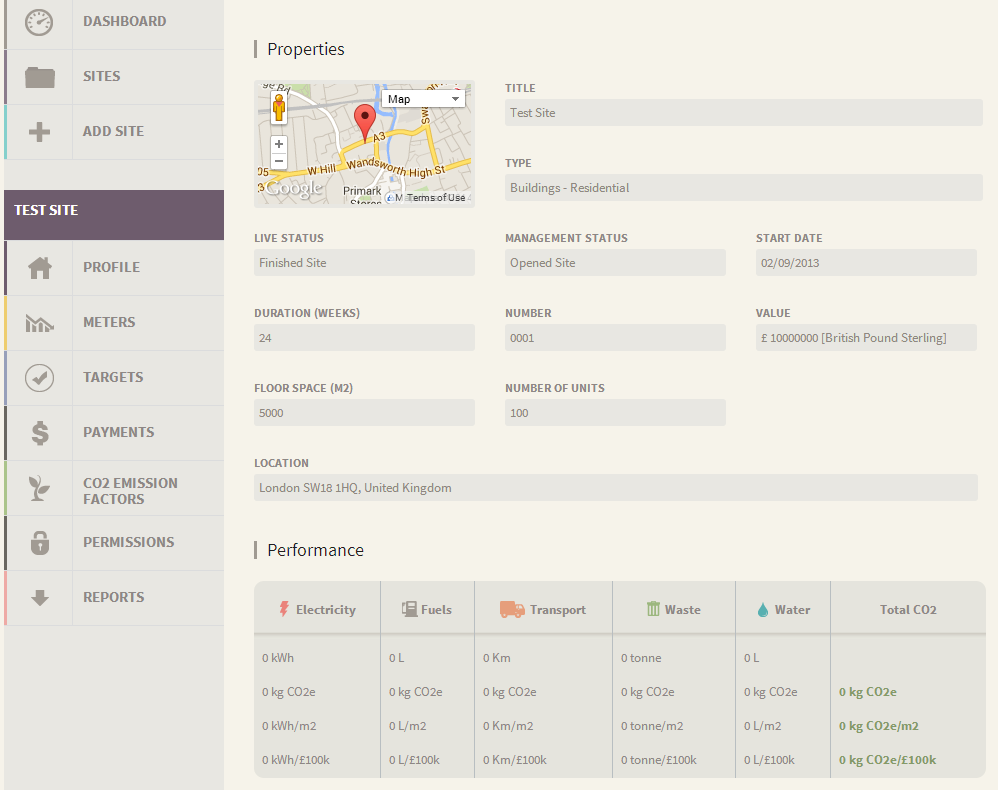 DASHBOARD
SITES
ADD SITE
TEST SITE
PROFILE
METERS
TARGETS
PAYMENTS
CO2 EMISSION
FACTORS
PERMISSIONS
REPORTS
Properties
Map
A3
W Hill
Wandsworth High St
Google
Primary
Terms of Use
TITLE
Test Site
TYPE
Buildings - Residential
LIVE STATUS
Finished Site
MANAGEMENT STATUS
Opened Site
START DATE
02/09/2013
DURATION (WEEKS)
24
NUMBER
0001
VALUE
£ 10000000 [British Pound Sterling]
FLOOR SPACE (M2)
5000
NUMBER OF UNITS
100
LOCATION
London SW18 1HQ, United Kingdom
Performance
Electricity Fuels Transport Waste Water Total CO2
0 kWh 0 L 0 Km 0 tonne 0 L
0 kg CO2e 0 kg CO2e 0 kg CO2e 0 kg CO2e 0 kg CO2e 0 kg CO2e
0 kWh/m2 0 L/m2 0 Km/m2 0 tonne/m2 0 L/m2 0 kg CO2e/m2
0 kWh/£100k 0 L/£100k 0 Km/£100k 0 tonne/£100k 0 L/£100k 0 kg CO2e/£100k